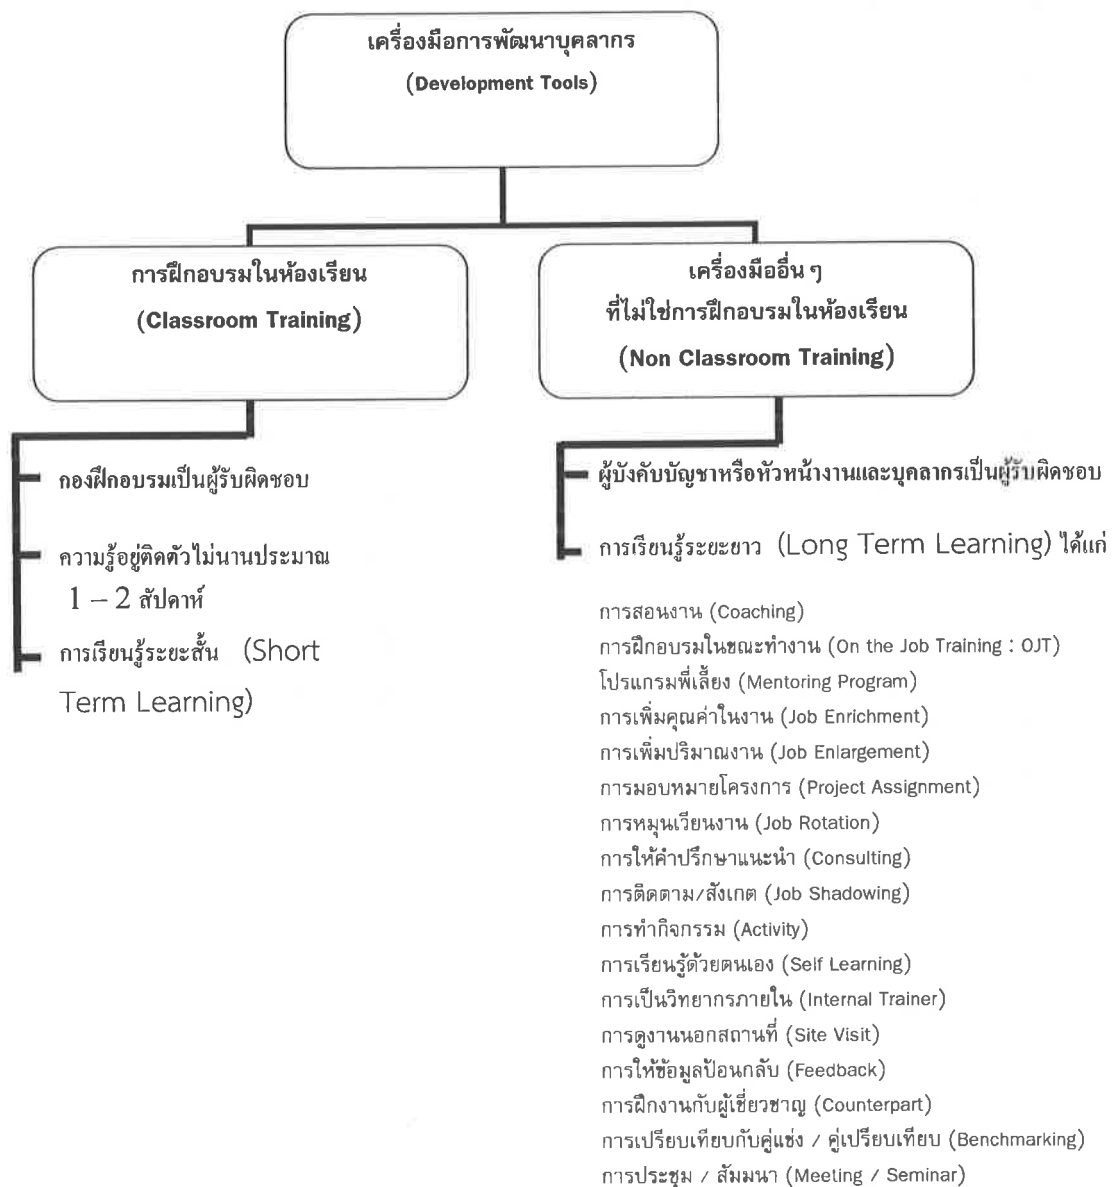 เครื่องมือการพัฒนาบุคลากร
(Development Tools)
การฝึกอบรมในห้องเรียน
(Classroom Training)
เครื่องมืออื่น ๆ
ที่ไม่ใช่การฝึกอบรมในห้องเรียน
(Non Classroom Training)
กองฝึกอบรมเป็นผู้รับผิดชอบ
ความรู้อยู่ติดตัวไม่นานประมาณ
1 – 2 สัปดาห์
การเรียนรู้ระยะสั้น (Short
Term Learning)
ผู้บังคับบัญชาหรือหัวหน้างานและบุคลากรเป็นผู้รับผิดชอบ
การเรียนรู้ระยะยาว (Long Term Learning) ได้แก่
การสอนงาน (Coaching)
การฝึกอบรมในขณะทำงาน (On the Job Training : OJT)
โปรแกรมพี่เลี้ยง (Mentoring Program)
การเพิ่มคุณค่าในงาน (Job Enrichment)
การเพิ่มปริมาณงาน (Job Enlargement)
การมอบหมายโครงการ (Project Assignment)
การหมุนเวียนงาน (Job Rotation)
การให้คำปรึกษาแนะนำ (Consulting)
การติดตาม/สังเกต (Job Shadowing)
การทำกิจกรรม (Activity)
การเรียนรู้ด้วยตนเอง (Self Learning)
การเป็นวิทยากรภายใน (Internal Trainer)
การดูงานนอกสถานที่ (Site Visit)
การให้ข้อมูลป้อนกลับ (Feedback)
การฝึกงานกับผู้เชี่ยวชาญ (Counterpart)
การเปรียบเทียบกับคู่แข่ง / คู่เปรียบเทียบ (Benchmarking)
การประชุม / สัมมนา (Meeting / Seminar)